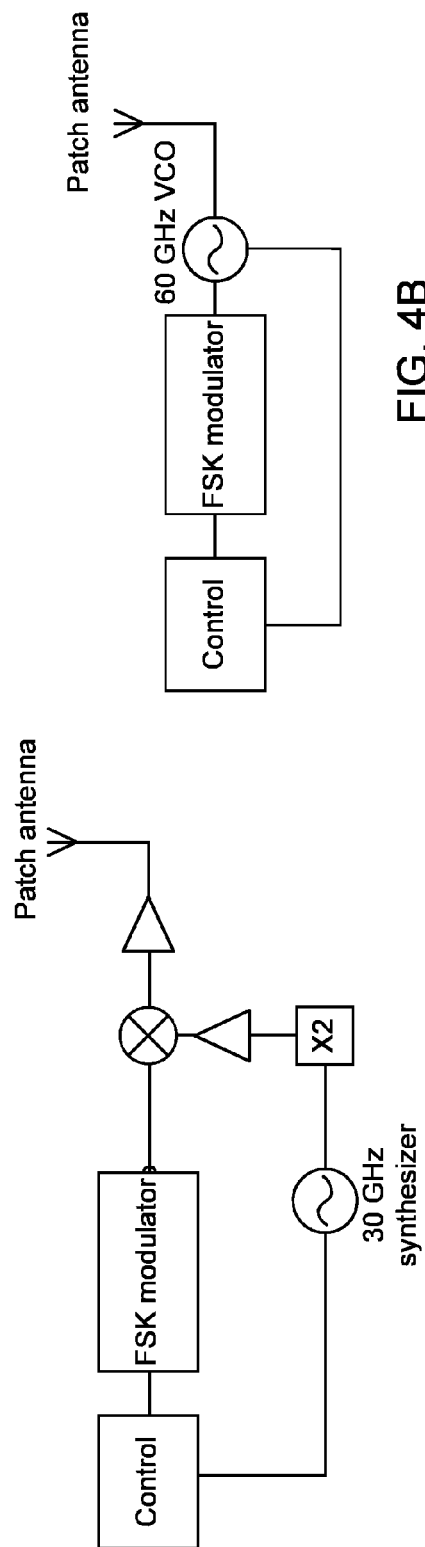 Patch antenna
X2
FSK modulator
Control
30 GHz
synthesizer
Patch antenna
60 GHz VCO
FSK modulator
Control
FIG. 4B